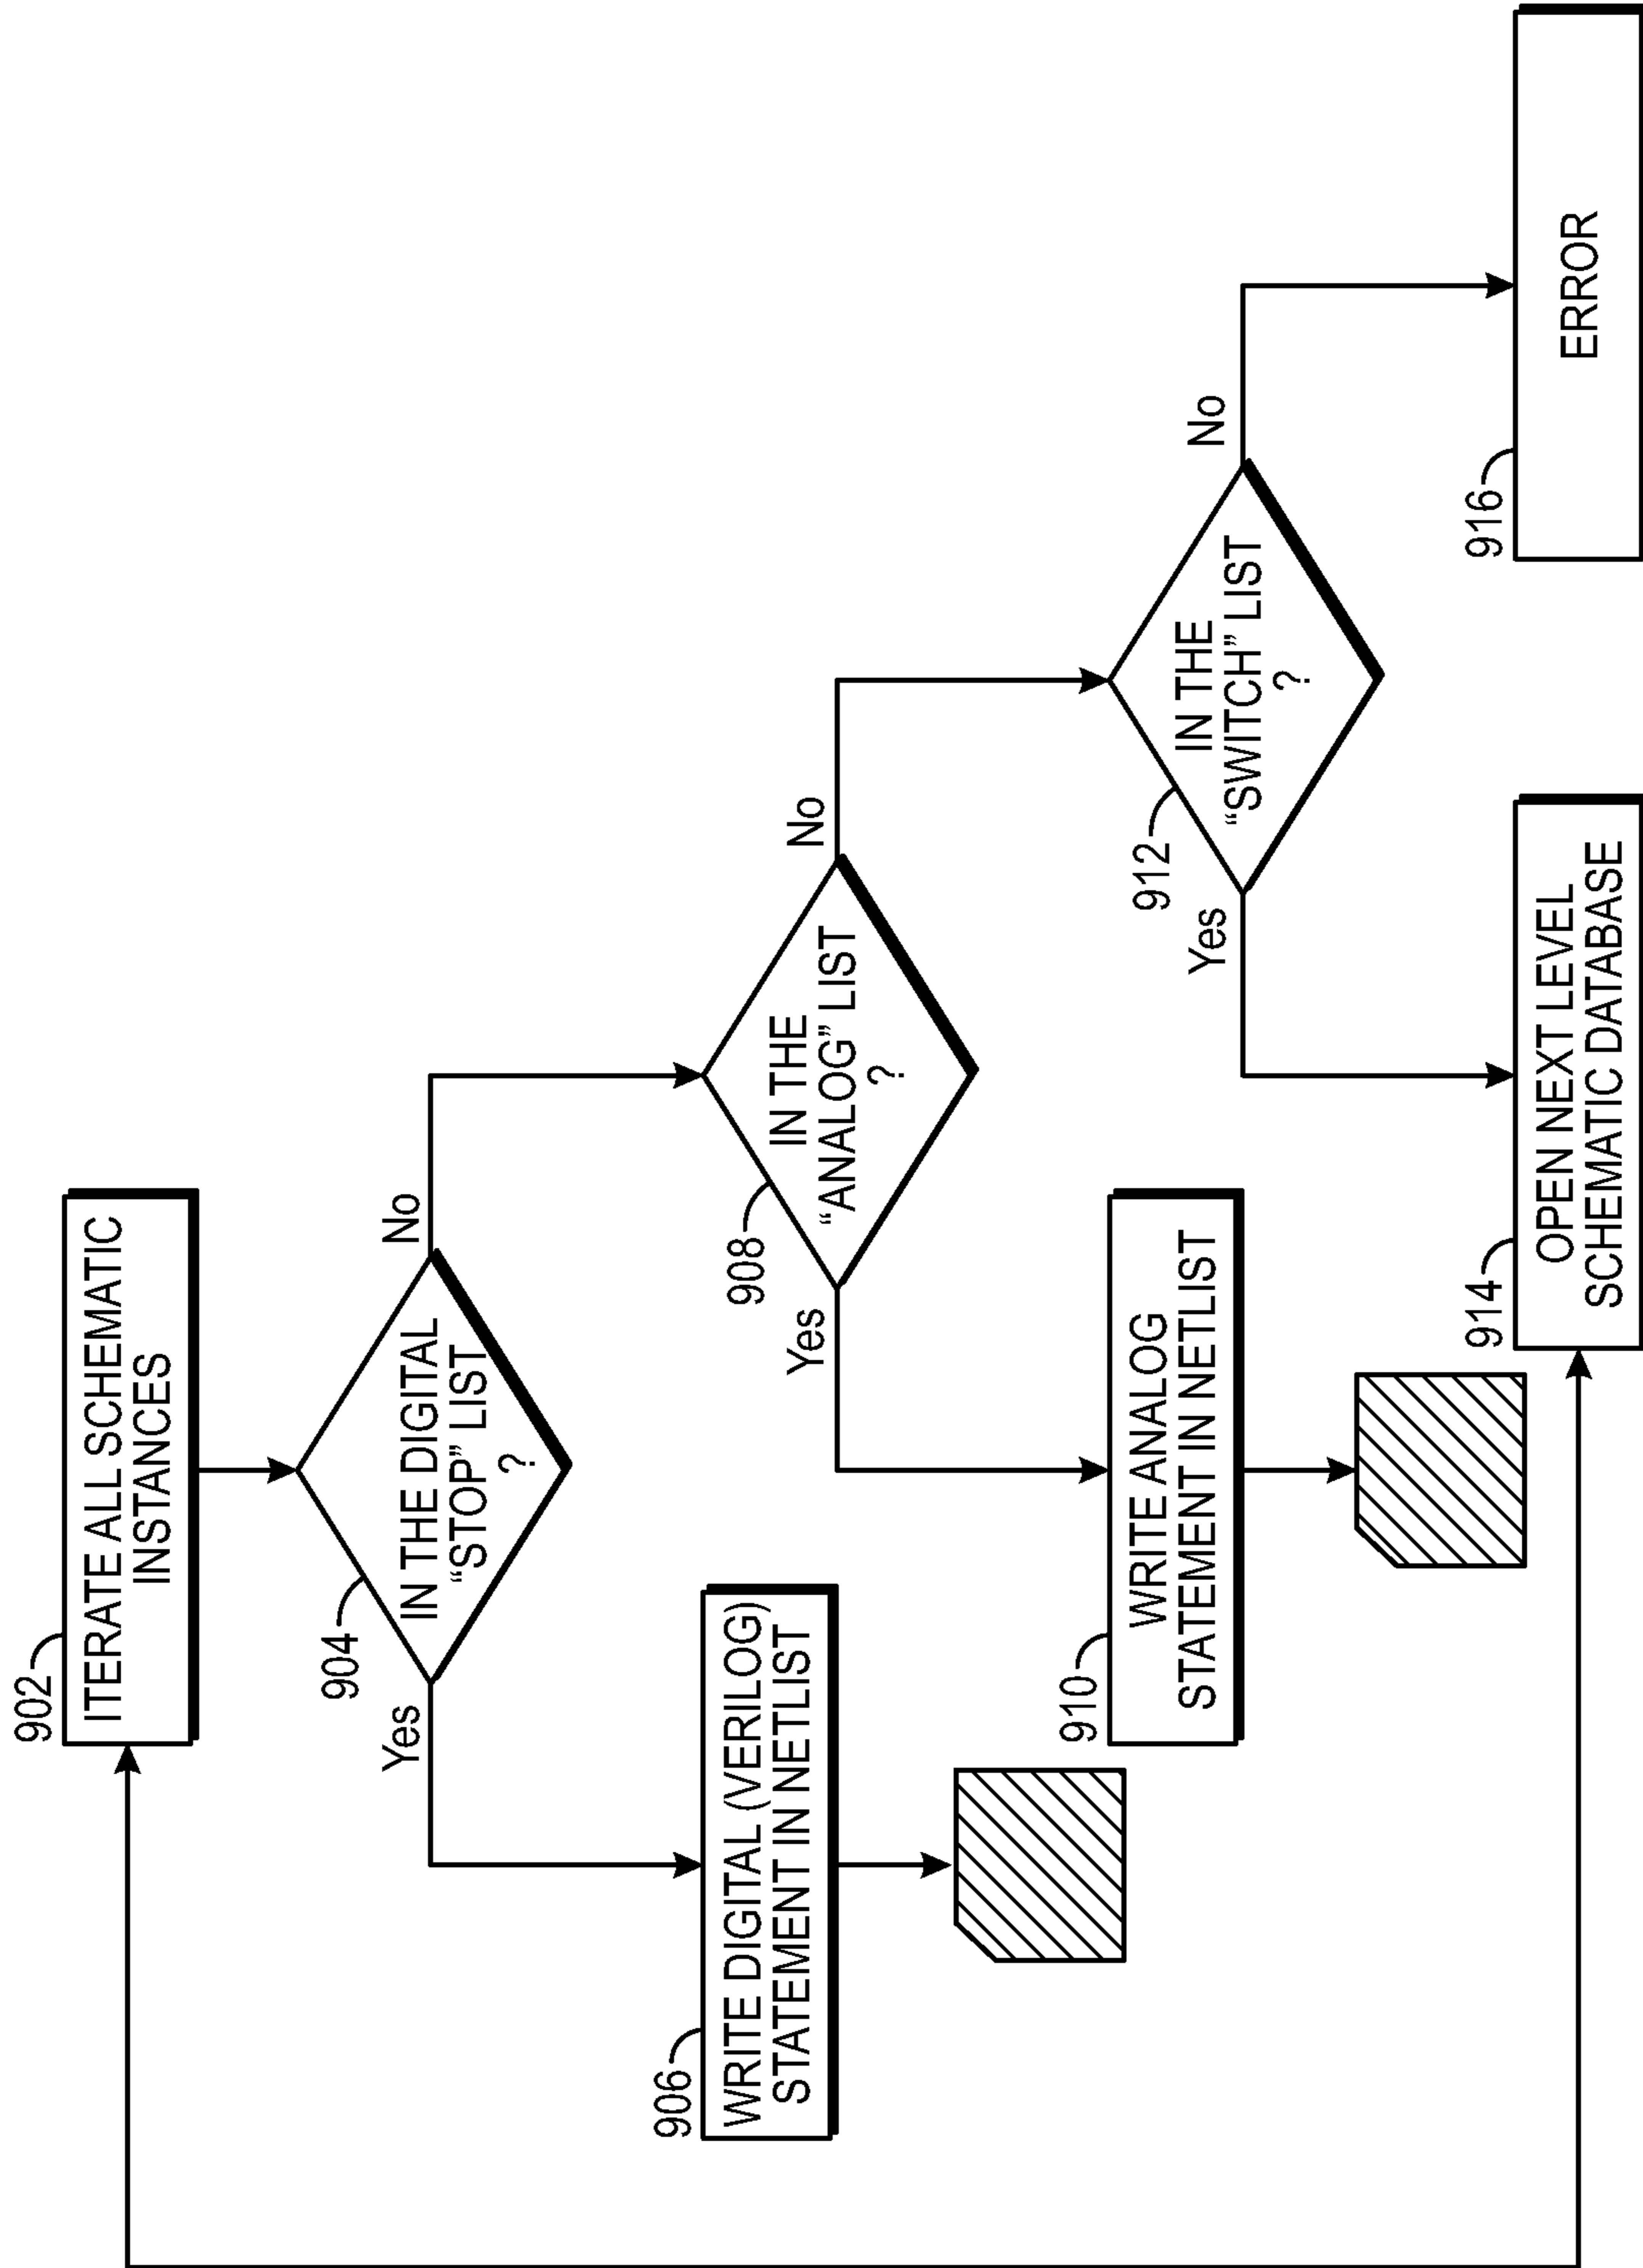 902
ITERATE ALL SCHEMATIC
INSTANCES
904
IN THE DIGITAL
“STOP” LIST
?
Yes
No
906
WRITE DIGITAL (VERILOG)
STATEMENT IN NETLIST
908
IN THE
“ANALOG” LIST
?
Yes
No
910
WRITE ANALOG
STATEMENT IN NETLIST
912
IN THE
“SWITCH” LIST
?
Yes
No
914
OPEN NEXT LEVEL
SCHEMATIC DATABASE
916
ERROR